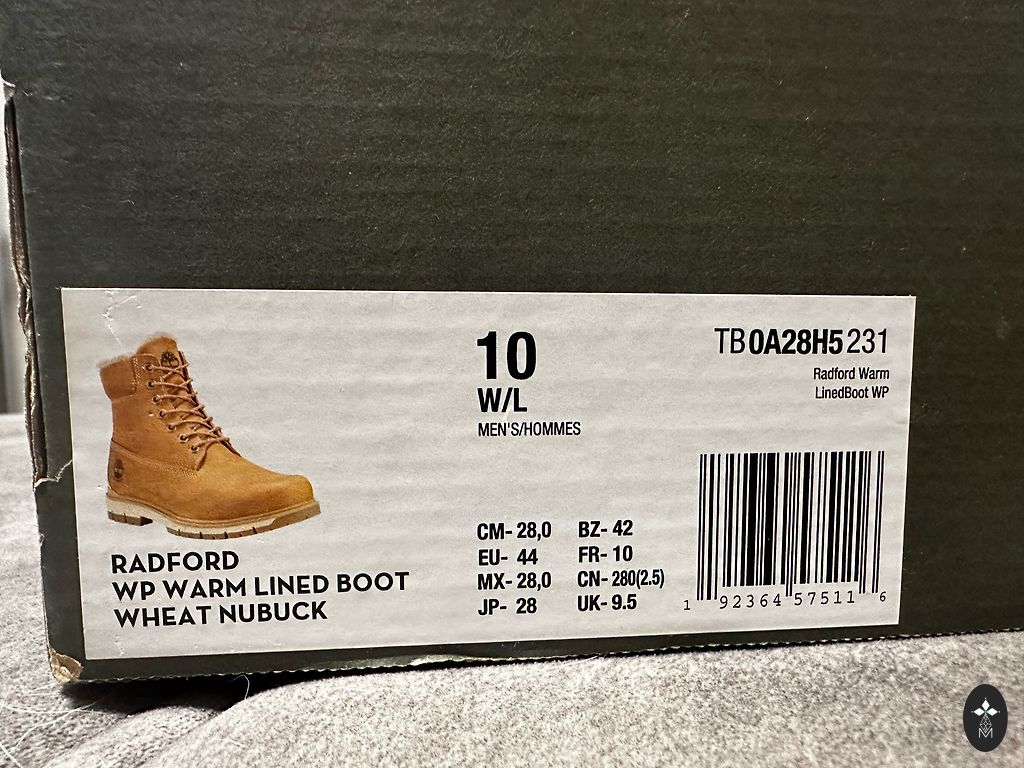 RADFORD
WP WARM LINED BOOT
WHEAT NUBUCK
10
W/L
MEN'S/HOMMES
CM- 28,0 BZ- 42
EU- 44 FR- 10
MX- 28,0 CN- 280(2.5)
JP- 28 UK- 9.5
TB0A28H5231
Radford Warm
LinedBoot WP
1 92364 57511 6
M